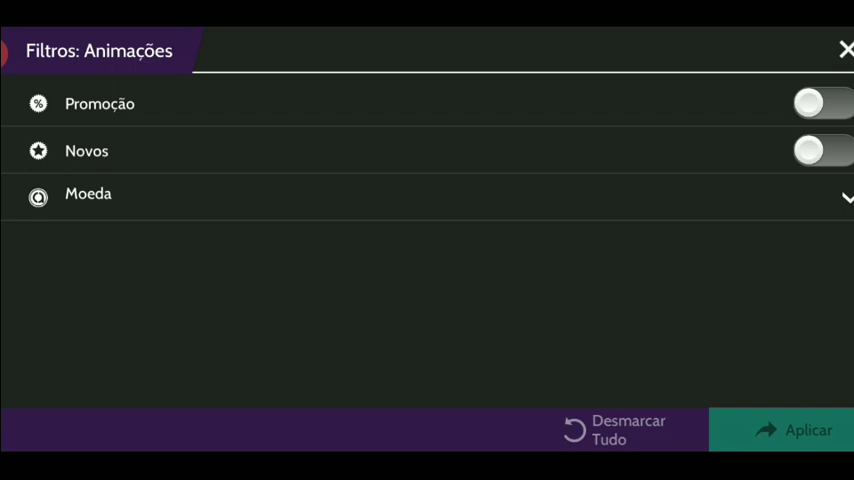 Filtros: Animações
Promoção
Novos
Moeda
Desmarcar
Tudo
Aplicar